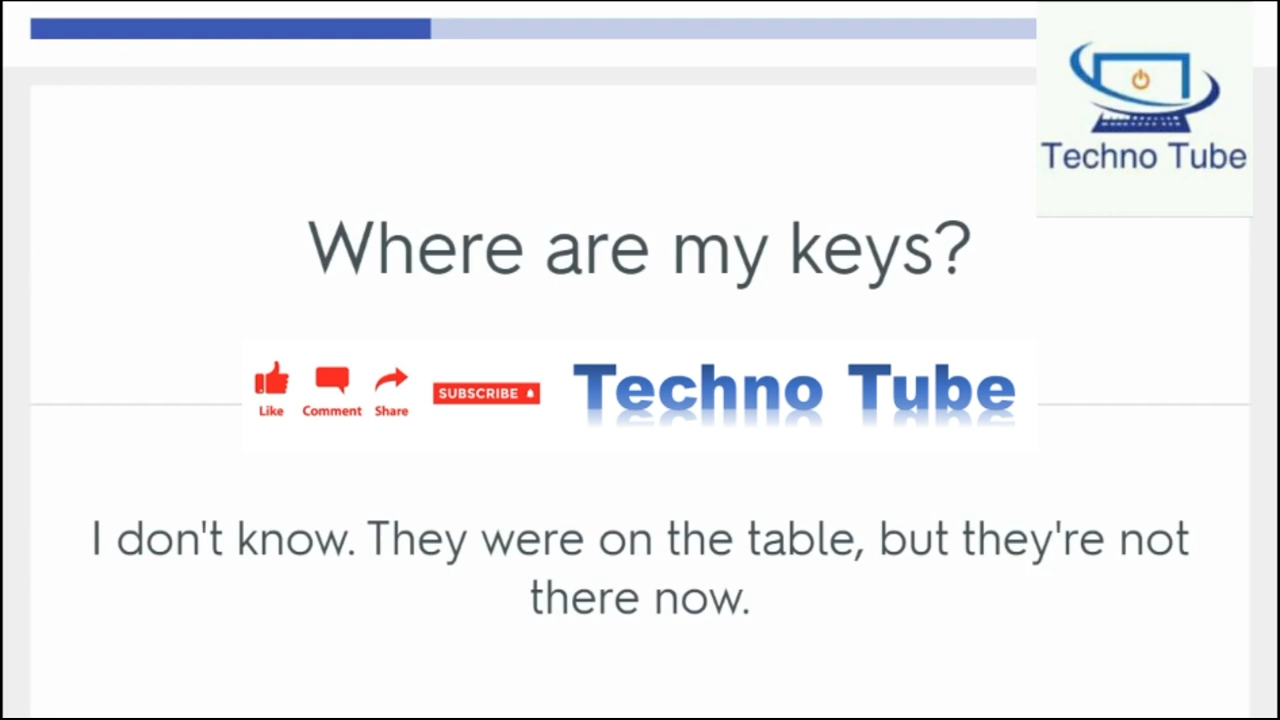 Techno Tube
Where are my keys?
Like Comment Share SUBSCRIBE Techno Tube
I don't know. They were on the table, but they're not
there now.